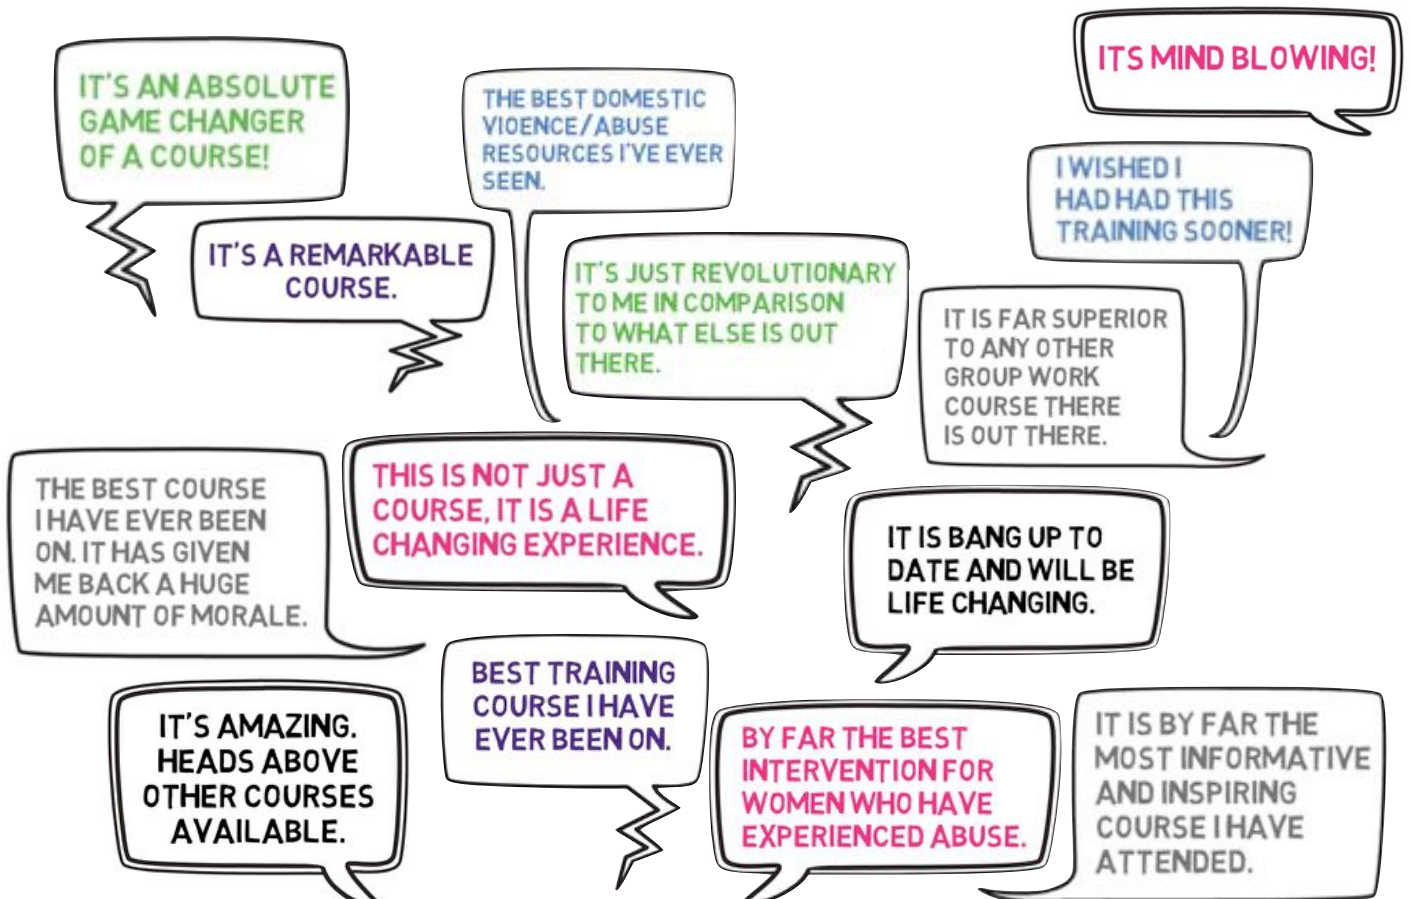 IT'S AN ABSOLUTE
GAME CHANGER
OF A COURSE!
THE BEST DOMESTIC
VIOENCE/ABUSE
RESOURCES I'VE EVER
SEEN.
ITS MIND BLOWING!
I WISHED I
HAD HAD THIS
TRAINING SOONER!
IT'S A REMARKABLE
COURSE.
IT'S JUST REVOLUTIONARY
TO ME IN COMPARISON
TO WHAT ELSE IS OUT
THERE.
IT IS FAR SUPERIOR
TO ANY OTHER
GROUP WORK
COURSE THERE
IS OUT THERE.
THE BEST COURSE
I HAVE EVER BEEN
ON. IT HAS GIVEN
ME BACK A HUGE
AMOUNT OF MORALE.
THIS IS NOT JUST A
COURSE, IT IS A LIFE
CHANGING EXPERIENCE.
IT IS BANG UP TO
DATE AND WILL BE
LIFE CHANGING.
IT'S AMAZING.
HEADS ABOVE
OTHER COURSES
AVAILABLE.
BEST TRAINING
COURSE I HAVE
EVER BEEN ON.
BY FAR THE BEST
INTERVENTION FOR
WOMEN WHO HAVE
EXPERIENCED ABUSE.
IT IS BY FAR THE
MOST INFORMATIVE
AND INSPIRING
COURSE I HAVE
ATTENDED.